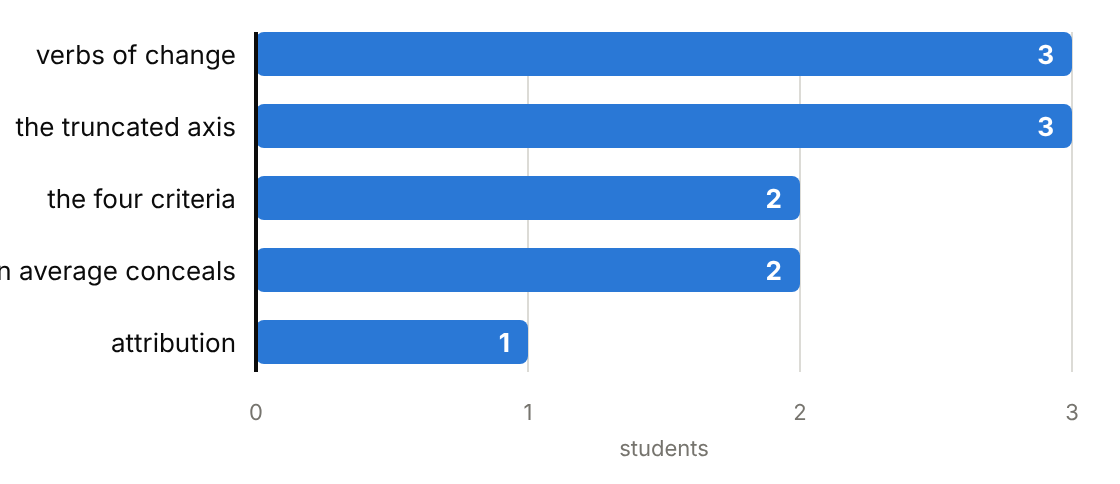 verbs of change 3
the truncated axis 3
the four criteria 2
average conceals 2
attribution 1
0 1 2 3
students